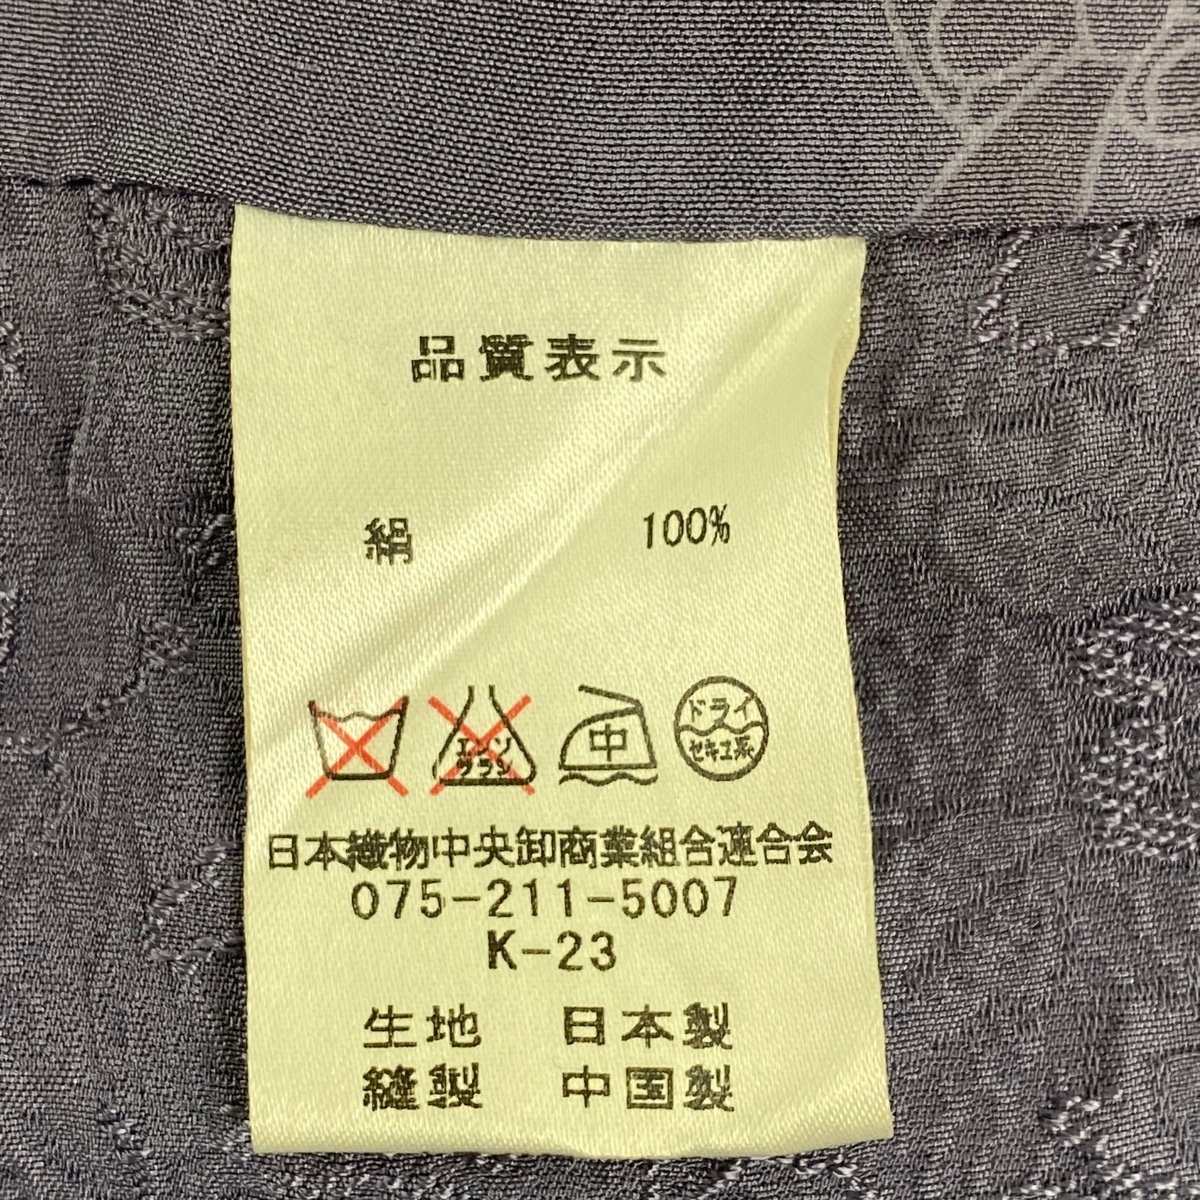 品質表示
絹 100%
エンソサラシ 中 ドライ セキユ系
日本織物中央卸商業組合連合会
075-211-5007
K-23
生地 日本製
縫製 中国製